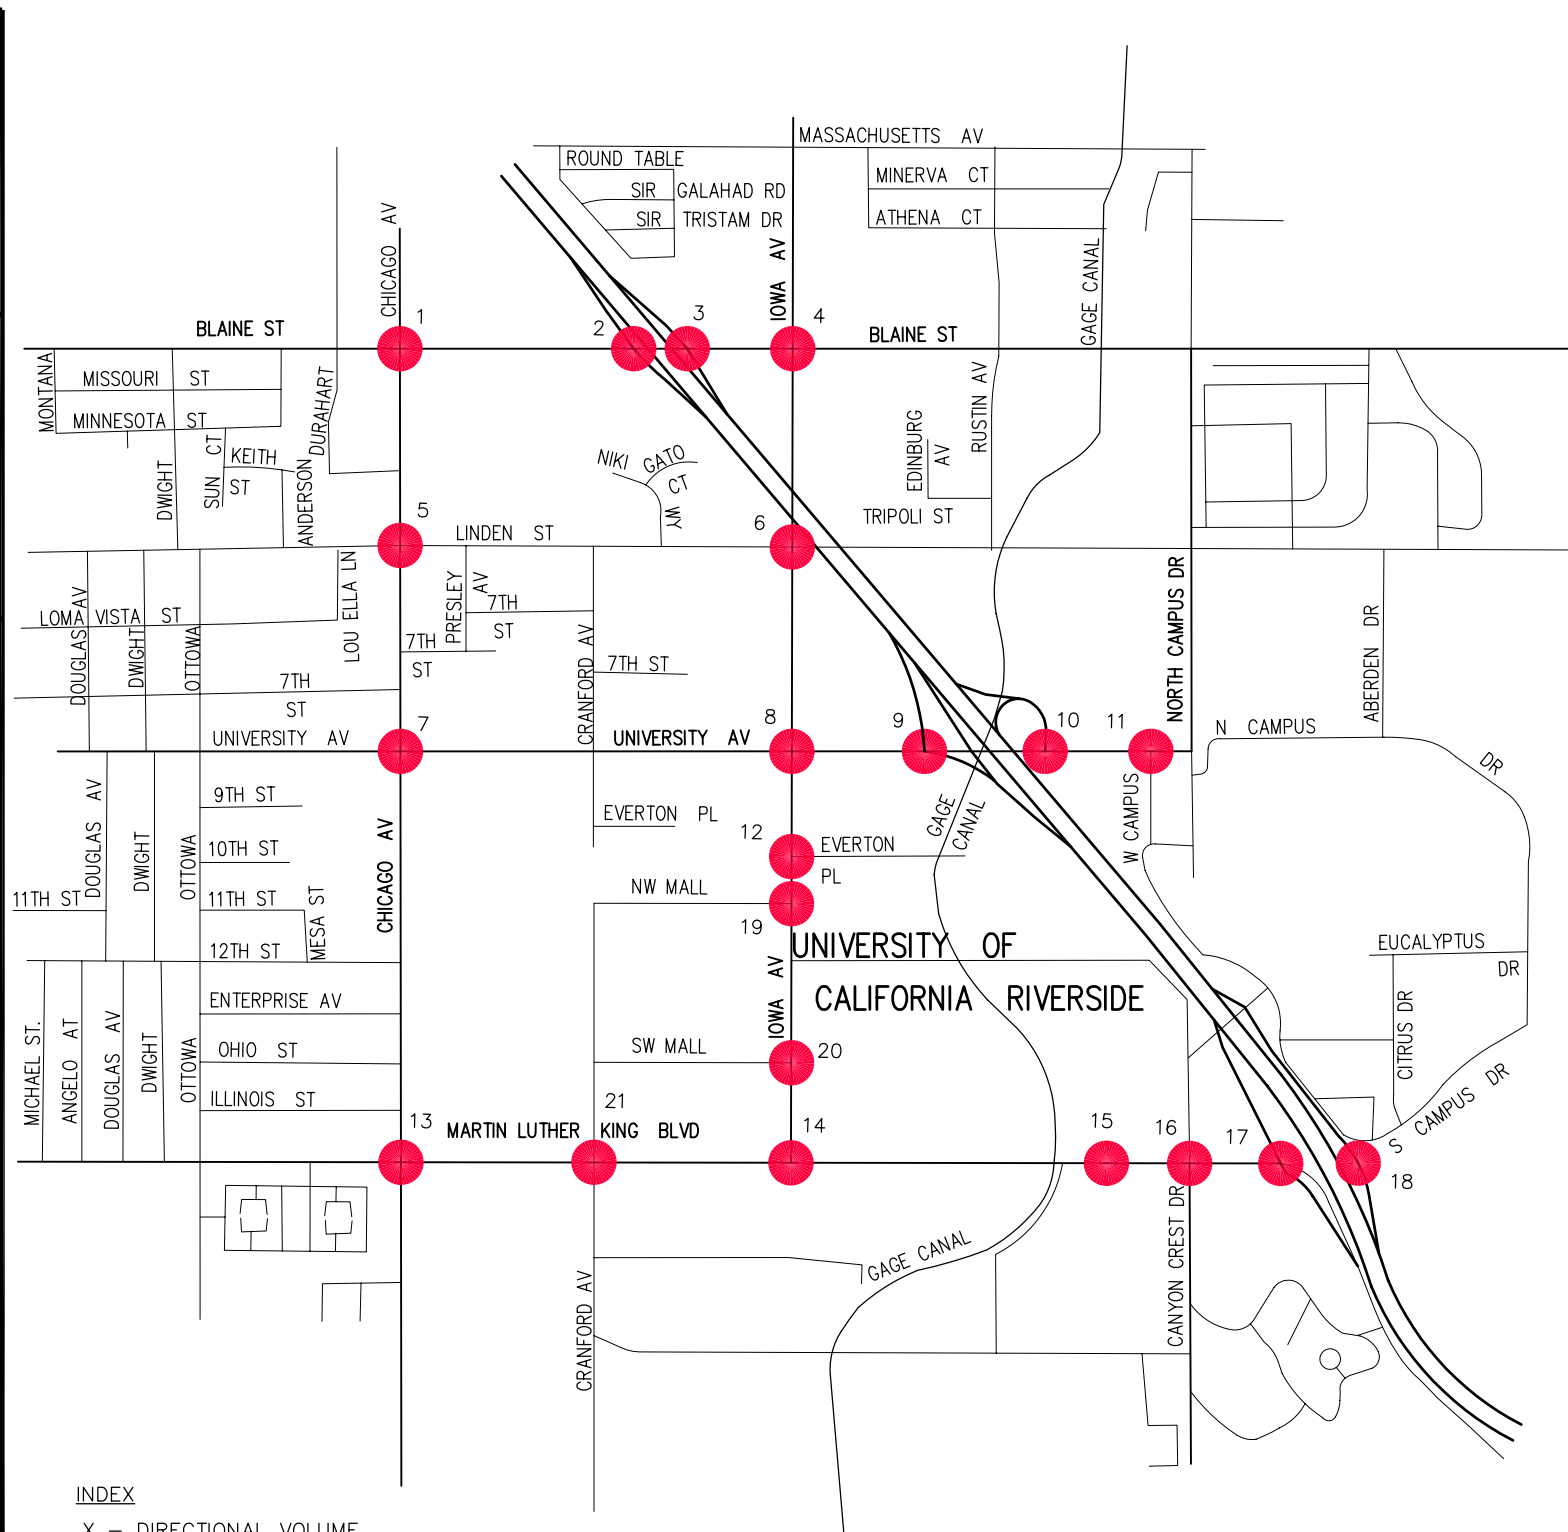 MASSACHUSETTS AV
ROUND TABLE
MINERVA CT
SIR GALAHAD RD
SIR TRISTAM DR
ATHENA CT
CHICAGO AV
IOWA AV
GAGE CANAL
1
2
3
4
BLAINE ST
BLAINE ST
MONTANA
MISSOURI ST
MINNESOTA ST
DURAHART
RUSTIN AV
EDINBURG AV
SUN CT
KEITH ST
DWIGHT
ANDERSON
NIKI GATO CT
WY
5
6
TRIPOLI ST
LINDEN ST
NORTH CAMPUS DR
LOU ELLA LN
PRESLEY AV
7TH ST
LOMA VISTA ST
DOUGLAS AV
DWIGHT
OTTOWA
7TH ST
CRANFORD AV
7TH ST
7TH ST
ABERDEN DR
7
8
9
10
11
UNIVERSITY AV
UNIVERSITY AV
N CAMPUS DR
DOUGLAS AV
9TH ST
EVERTON PL
GAGE CANAL
W CAMPUS
12
EVERTON PL
DWIGHT
OTTOWA
10TH ST
CHICAGO AV
11TH ST
11TH ST
MESA ST
NW MALL
19
12TH ST
UNIVERSITY OF
CALIFORNIA RIVERSIDE
EUCALYPTUS DR
IOWA AV
ENTERPRISE AV
MICHAEL ST.
ANGELO AT
DOUGLAS AV
DWIGHT
OTTOWA
OHIO ST
SW MALL
20
CITRUS DR
ILLINOIS ST
S CAMPUS DR
13
21
MARTIN LUTHER KING BLVD
14
15
16
17
18
CANYON CREST DR
GAGE CANAL
CRANFORD AV
INDEX
X - DIRECTIONAL VOLUME